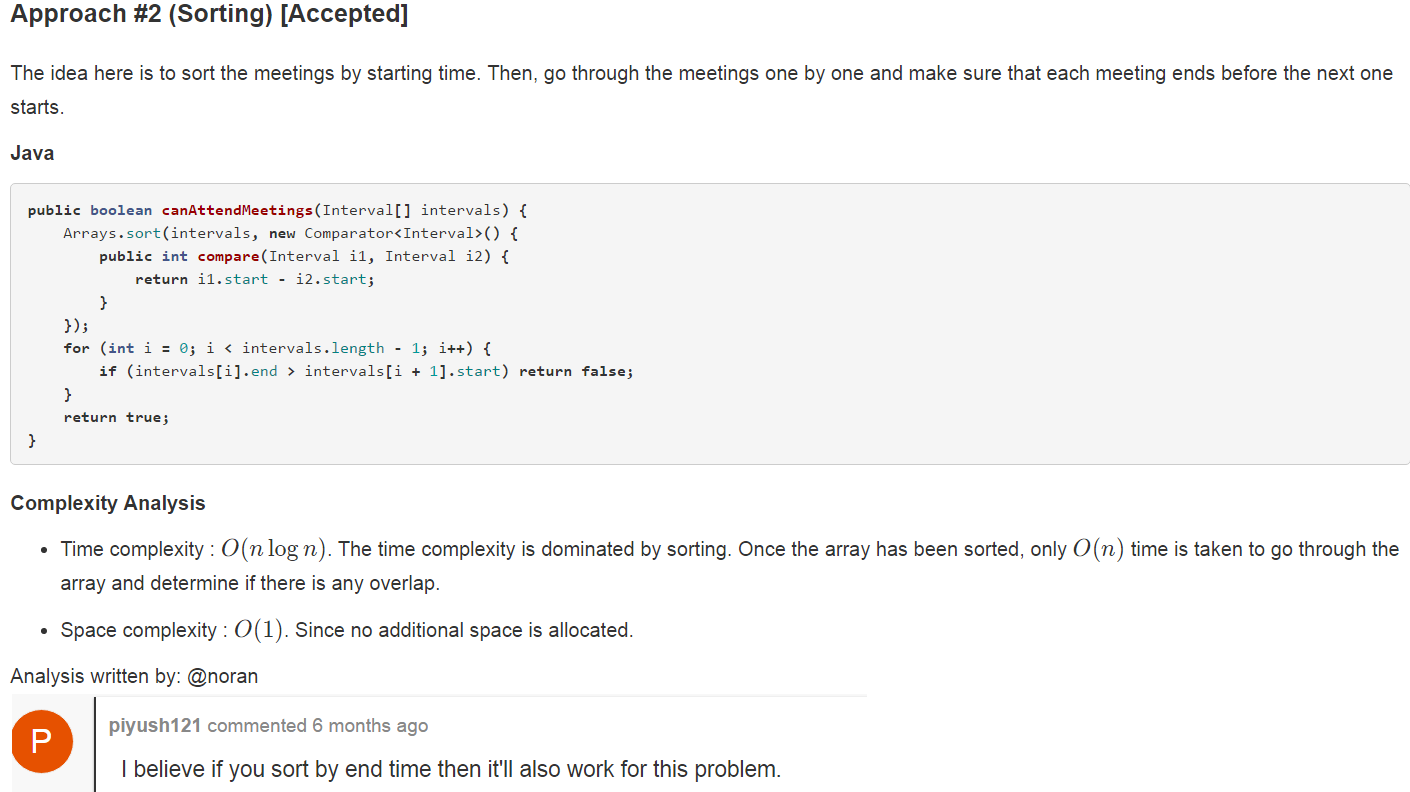 Approach #2 (Sorting) [Accepted]
The idea here is to sort the meetings by starting time. Then, go through the meetings one by one and make sure that each meeting ends before the next one
starts.
Java
public boolean canAttendMeetings(Interval[] intervals) {
    Arrays.sort(intervals, new Comparator<Interval>() {
        public int compare(Interval i1, Interval i2) {
            return i1.start - i2.start;
        }
    });
    for (int i = 0; i < intervals.length - 1; i++) {
        if (intervals[i].end > intervals[i + 1].start) return false;
    }
    return true;
}
Complexity Analysis
• Time complexity : O(n log n). The time complexity is dominated by sorting. Once the array has been sorted, only O(n) time is taken to go through the
array and determine if there is any overlap.
• Space complexity : O(1). Since no additional space is allocated.
Analysis written by: @noran
P
piyush121 commented 6 months ago
I believe if you sort by end time then it'll also work for this problem.